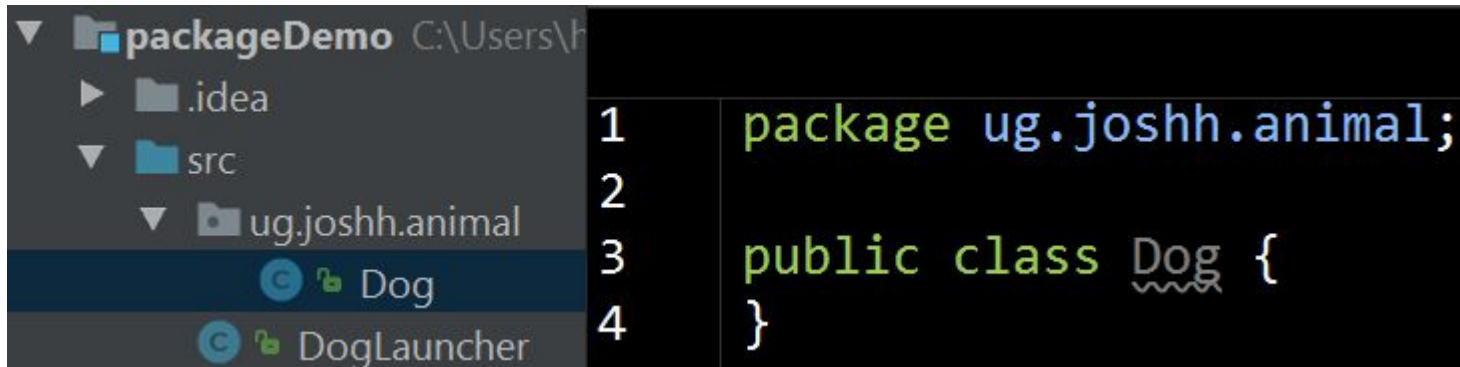 packageDemo C:\Users\h
.idea
src
ug.joshh.animal
Dog
DogLauncher
1 package ug.joshh.animal;
2
3 public class Dog {
4 }